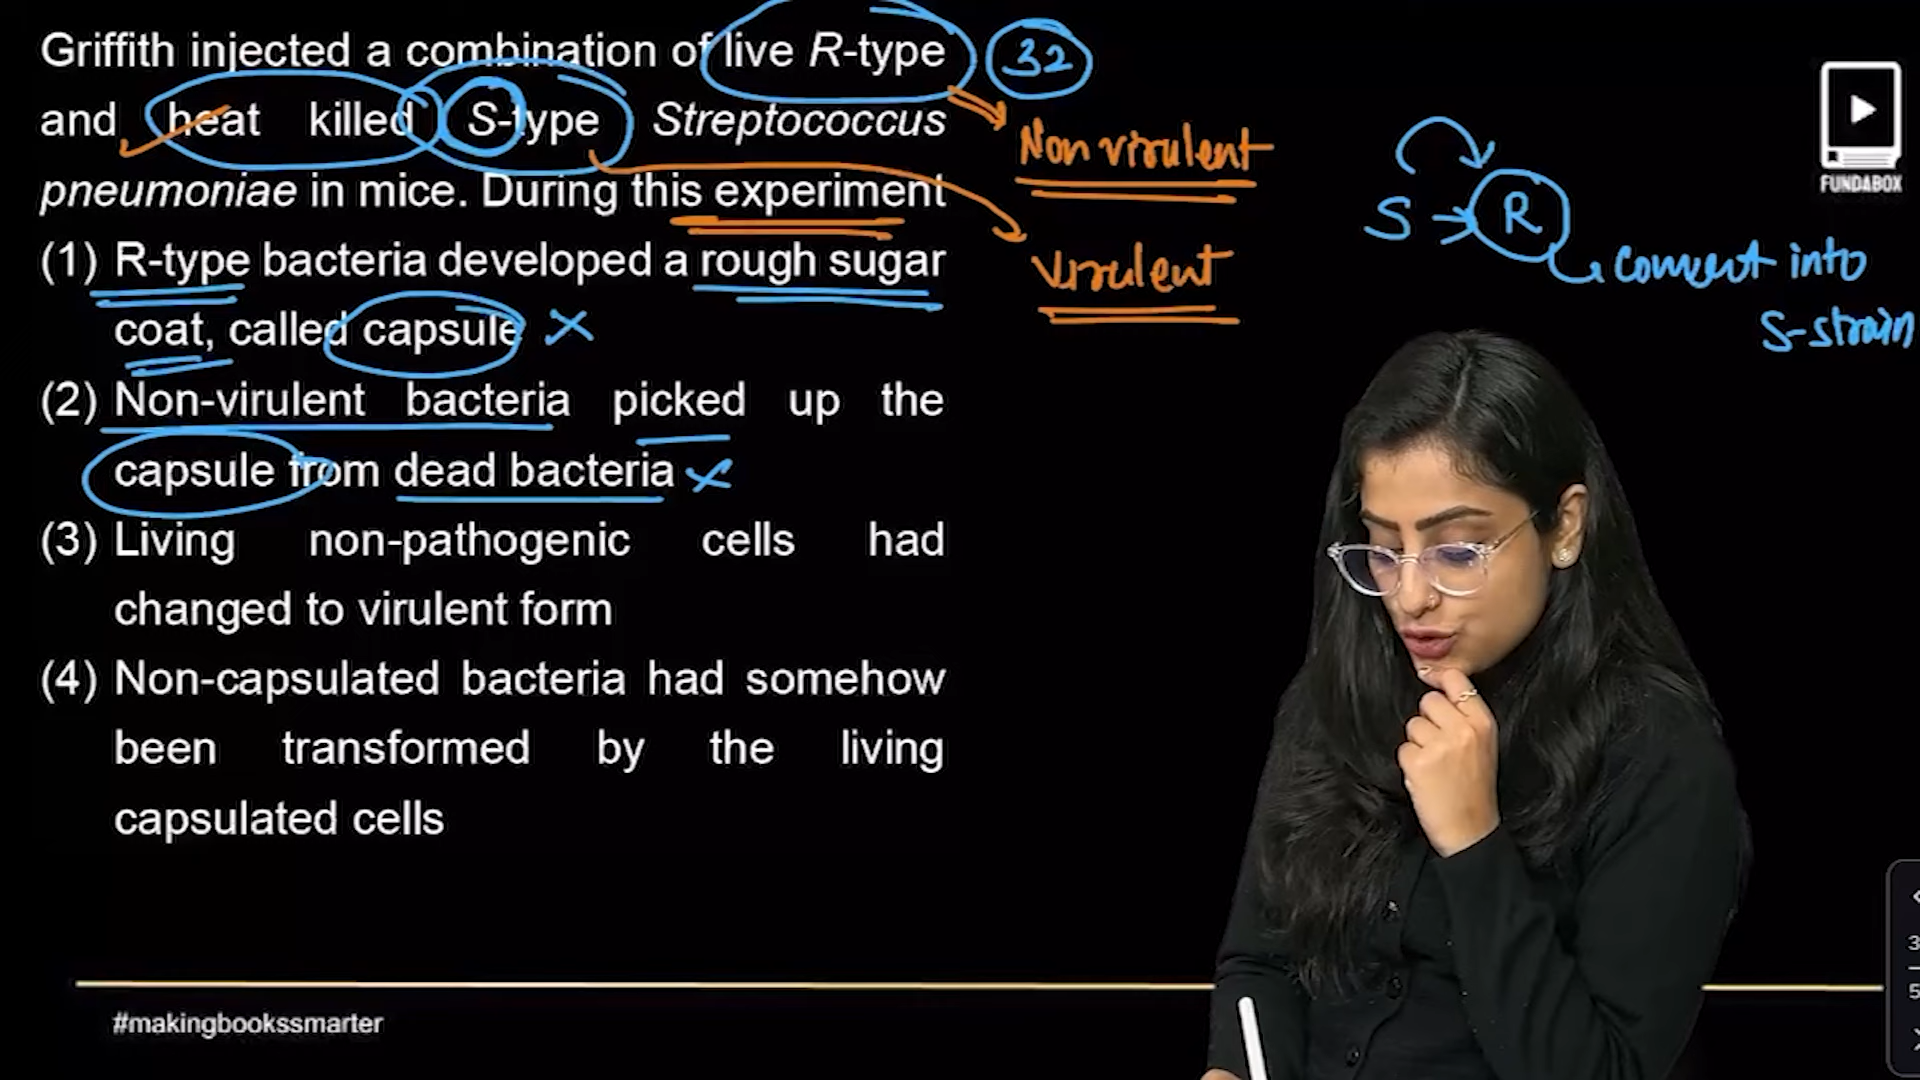 Griffith injected a combination of live R-type
32
and heat killed S-type Streptococcus
Non virulent
pneumoniae in mice. During this experiment
S → R
convert into
S-strain
virulent
(1) R-type bacteria developed a rough sugar
coat, called capsule ×
(2) Non-virulent bacteria picked up the
capsule from dead bacteria ×
(3) Living non-pathogenic cells had
changed to virulent form
(4) Non-capsulated bacteria had somehow
been transformed by the living
capsulated cells
FUNDABOX
#makingbookssmarter
3
5